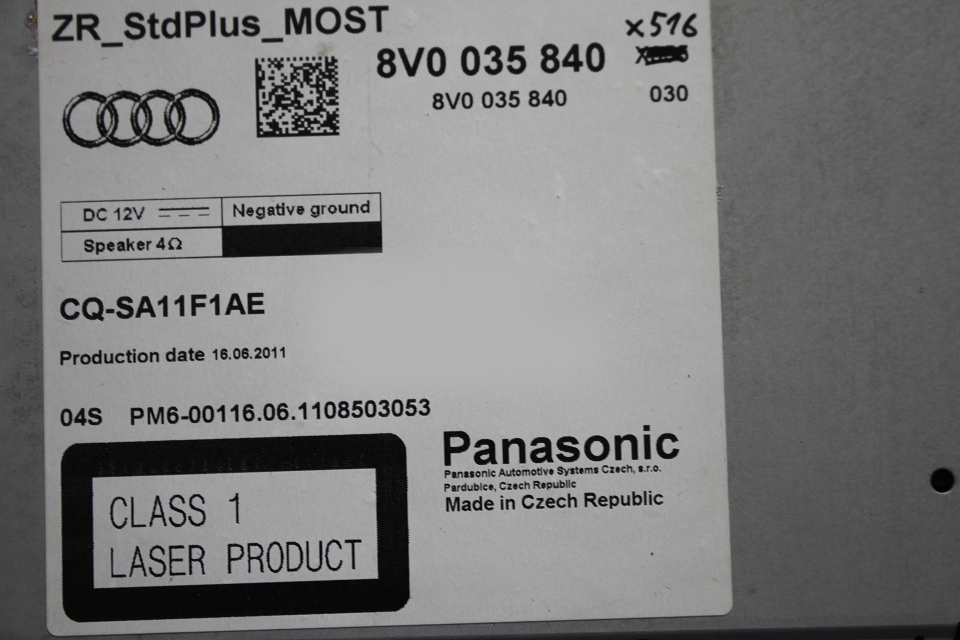 ZR_StdPlus_MOST
x516
8V0 035 840
8V0 035 840
030
DC 12V
Negative ground
Speaker 4Ω
CQ-SA11F1AE
Production date 16.06.2011
04S PM6-00116.06.1108503053
Panasonic
Panasonic Automotive Systems Czech, s.r.o.
Pardubice, Czech Republic
Made in Czech Republic
CLASS 1
LASER PRODUCT